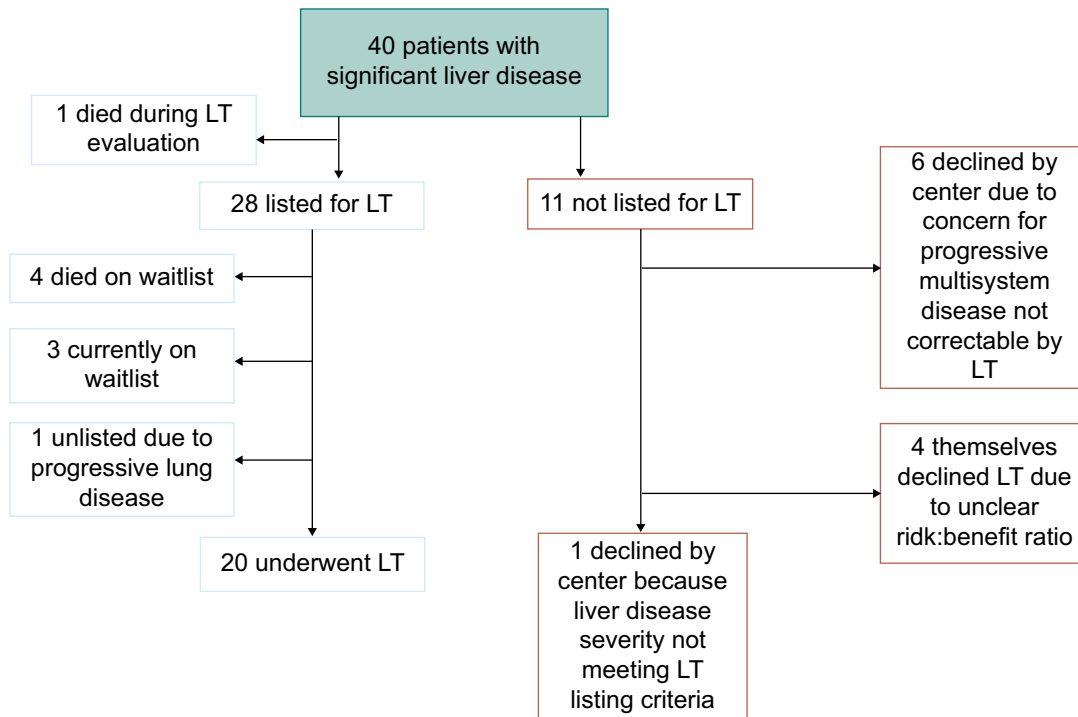 40 patients with
significant liver disease
1 died during LT
evaluation
28 listed for LT
11 not listed for LT
6 declined by
center due to
concern for
progressive
multisystem
disease not
correctable by
LT
4 died on waitlist
3 currently on
waitlist
1 unlisted due to
progressive lung
disease
4 themselves
declined LT due
to unclear
ridk:benefit ratio
20 underwent LT
1 declined by
center because
liver disease
severity not
meeting LT
listing criteria